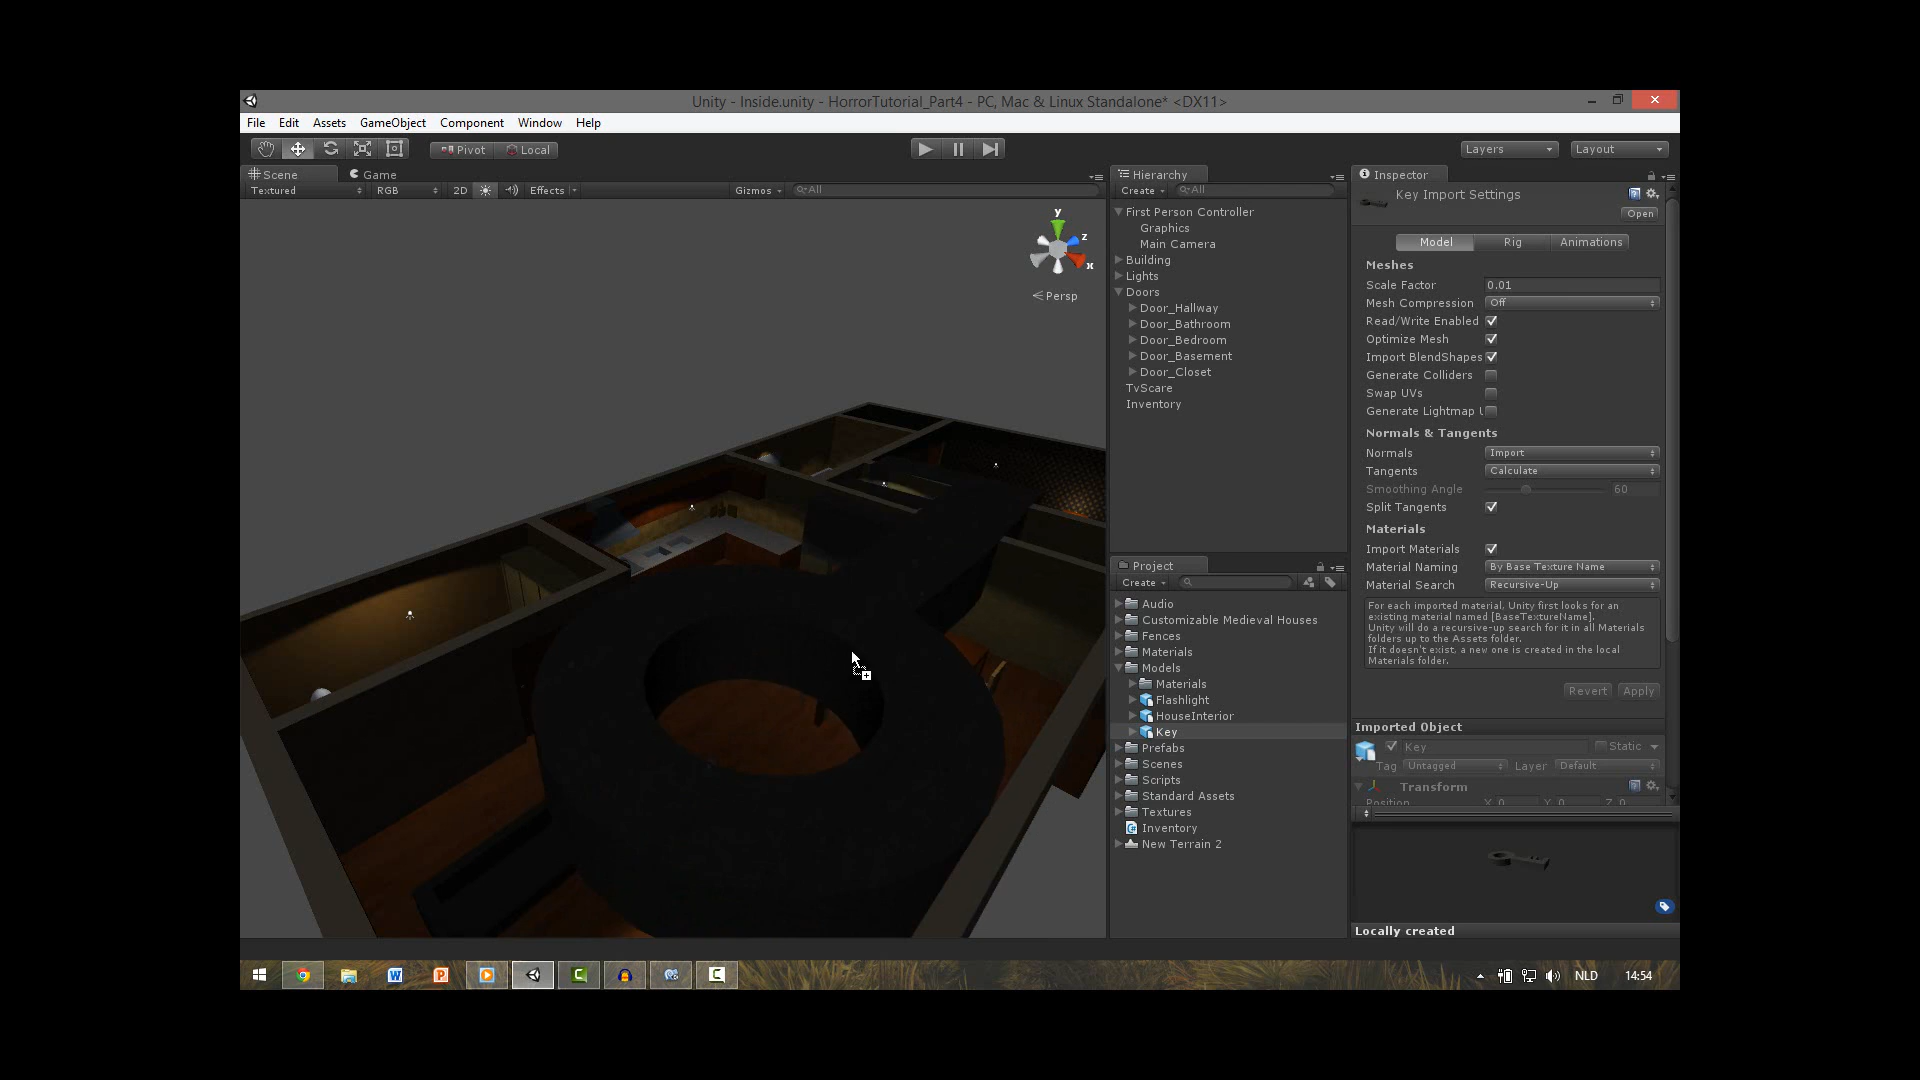 Unity - Inside.unity - HorrorTutorial_Part4 - PC, Mac & Linux Standalone* <DX11>
File Edit Assets GameObject Component Window Help
Pivot Local
Layers Layout
Scene Game
Textured RGB 2D Effects Gizmos All
y
z
x
Persp
Hierarchy
Create All
First Person Controller
Graphics
Main Camera
Building
Lights
Doors
Door_Hallway
Door_Bathroom
Door_Bedroom
Door_Basement
Door_Closet
TvScare
Inventory
Project
Create
Audio
Customizable Medieval Houses
Fences
Materials
Models
Materials
Flashlight
HouseInterior
Key
Prefabs
Scenes
Scripts
Standard Assets
Textures
Inventory
New Terrain 2
Inspector
Key Import Settings
Open
Model Rig Animations
Meshes
Scale Factor 0.01
Mesh Compression Off
Read/Write Enabled
Optimize Mesh
Import BlendShapes
Generate Colliders
Swap UVs
Generate Lightmap U
Normals & Tangents
Normals Import
Tangents Calculate
Smoothing Angle 60
Split Tangents
Materials
Import Materials
Material Naming By Base Texture Name
Material Search Recursive-Up
For each imported material, Unity first looks for an
existing material named [BaseTextureName].
Unity will do a recursive-up search for it in all Materials
folders up to the Assets folder.
If it doesn't exist, a new one is created in the local
Materials folder.
Revert Apply
Imported Object
Key Static
Tag Untagged Layer Default
Transform
Position X 0 Y 0 Z 0
Locally created
NLD 14:54